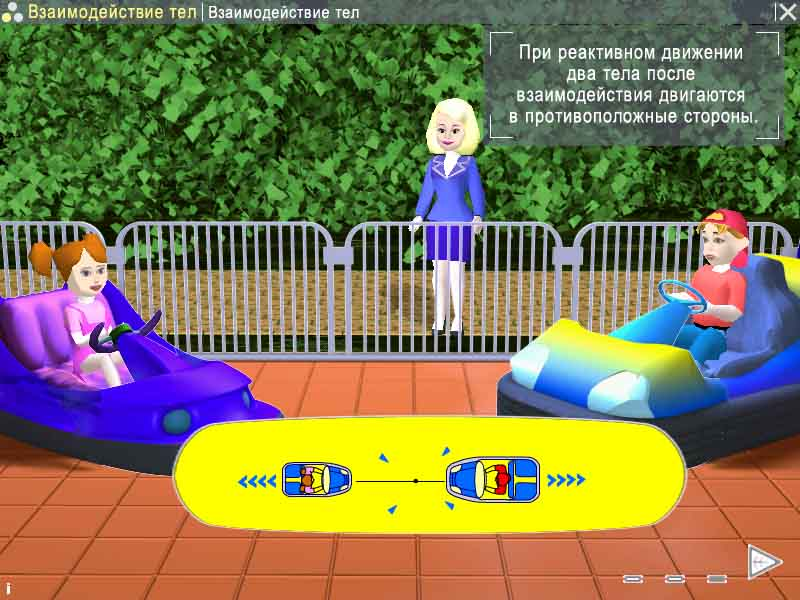 Взаимодействие тел | Взаимодействие тел
При реактивном движении
два тела после
взаимодействия двигаются
в противоположные стороны.
i